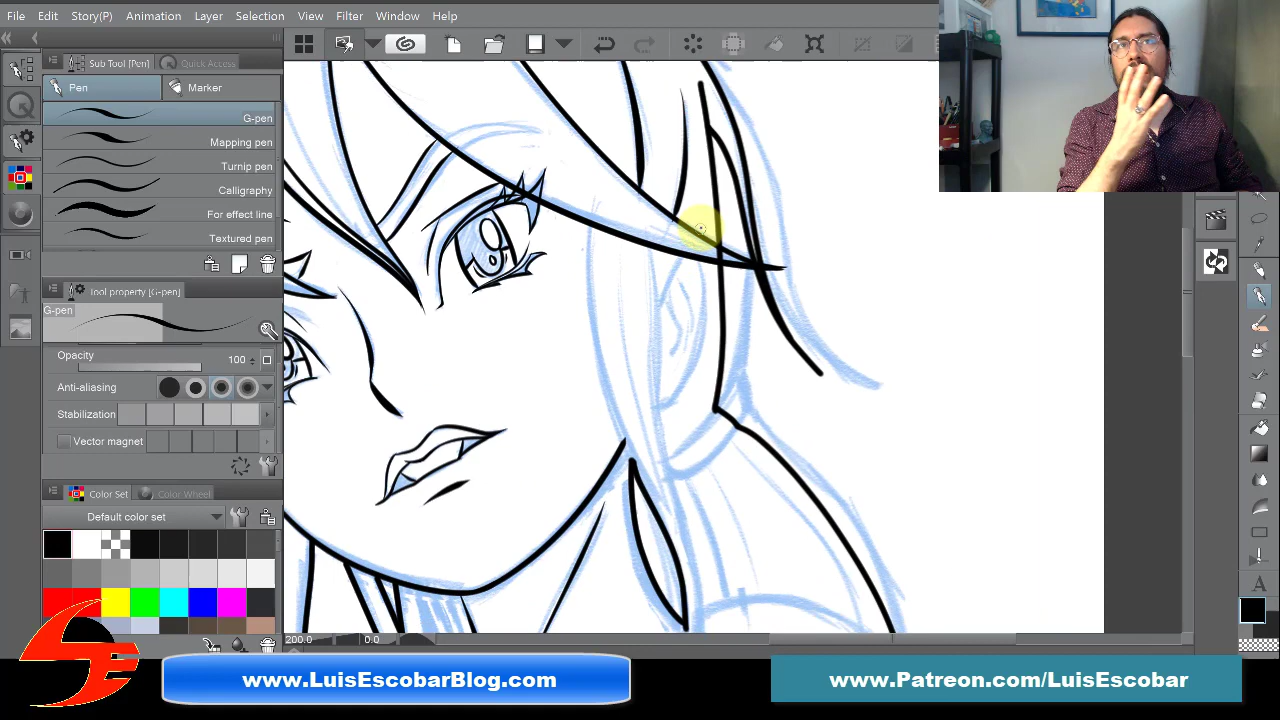 File Edit Story(P) Animation Layer Selection View Filter Window Help
Sub Tool [Pen] Quick Access
Pen Marker
G-pen
Mapping pen
Turnip pen
Calligraphy
For effect line
Textured pen
Tool property [G-pen]
G-pen
Opacity 100
Anti-aliasing
Stabilization
Vector magnet
Color Set Color Wheel
Default color set
200.0 0.0
A
SE
www.LuisEscobarBlog.com
www.Patreon.com/LuisEscobar